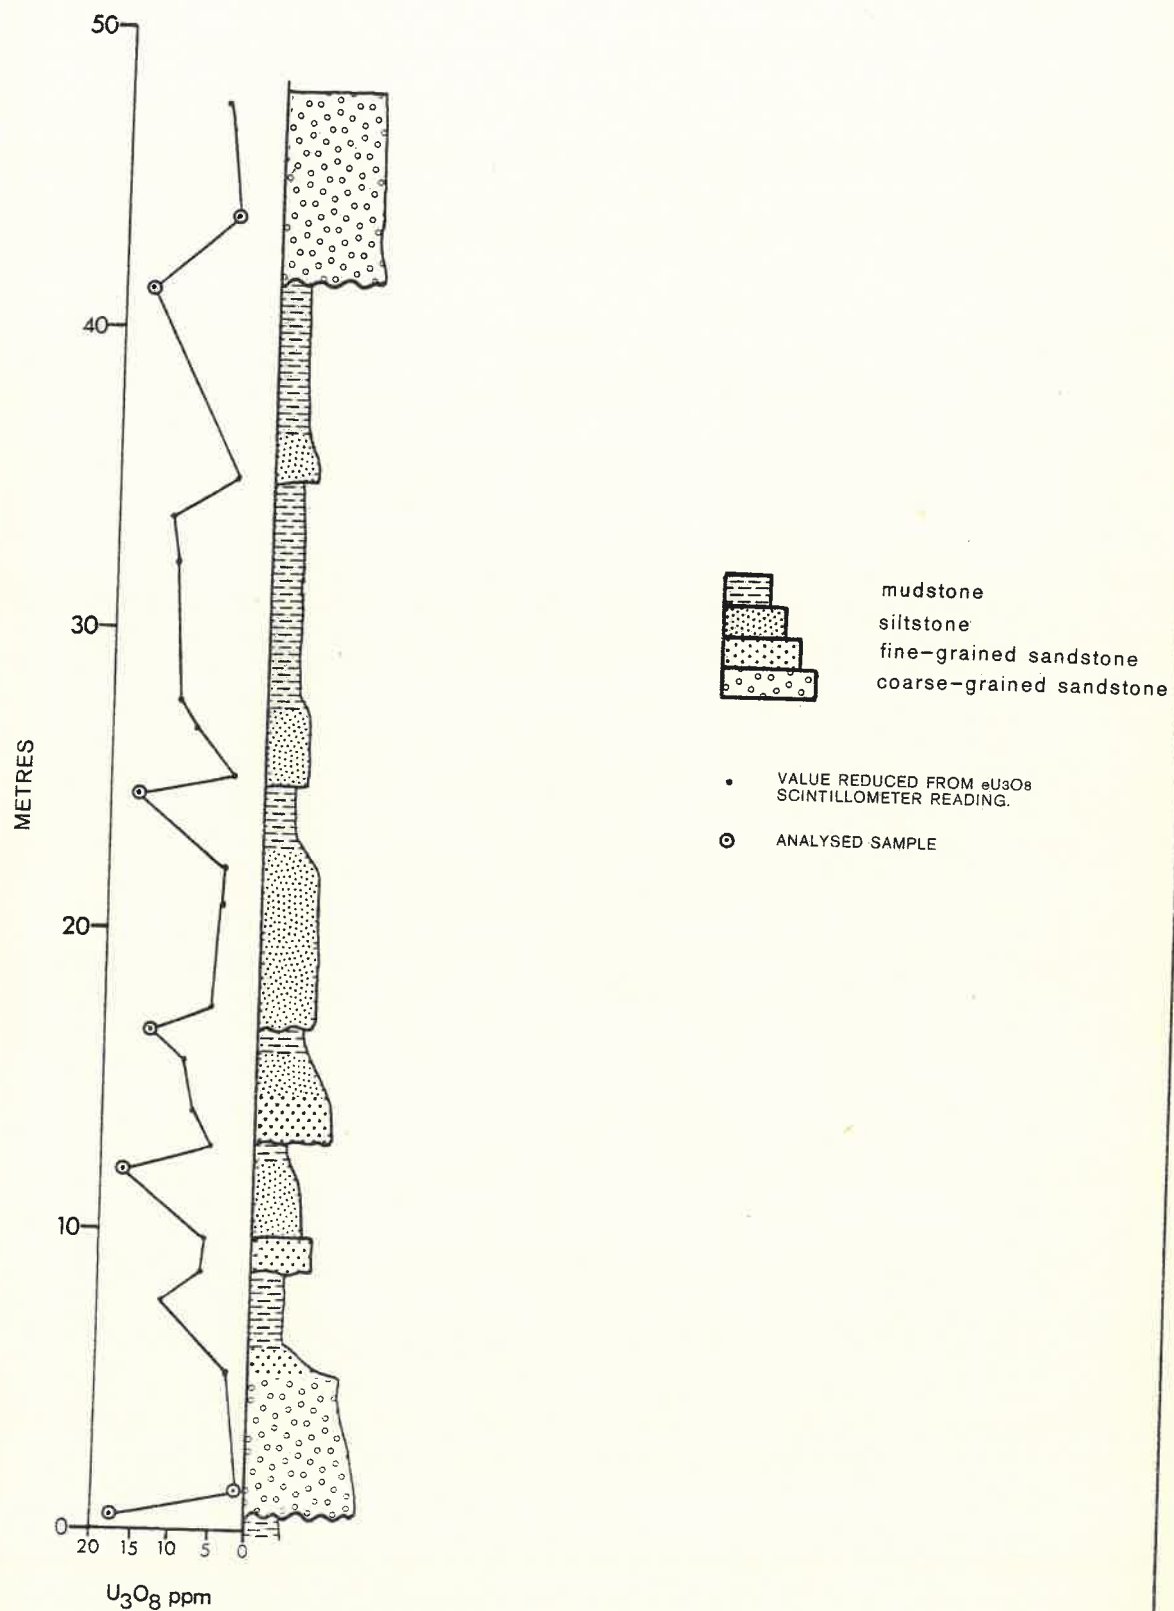 50
40
30
20
10
0
METRES
20 15 10 5 0
U3O8 ppm
mudstone
siltstone
fine-grained sandstone
coarse-grained sandstone
VALUE REDUCED FROM eU3O8
SCINTILLOMETER READING.
ANALYSED SAMPLE